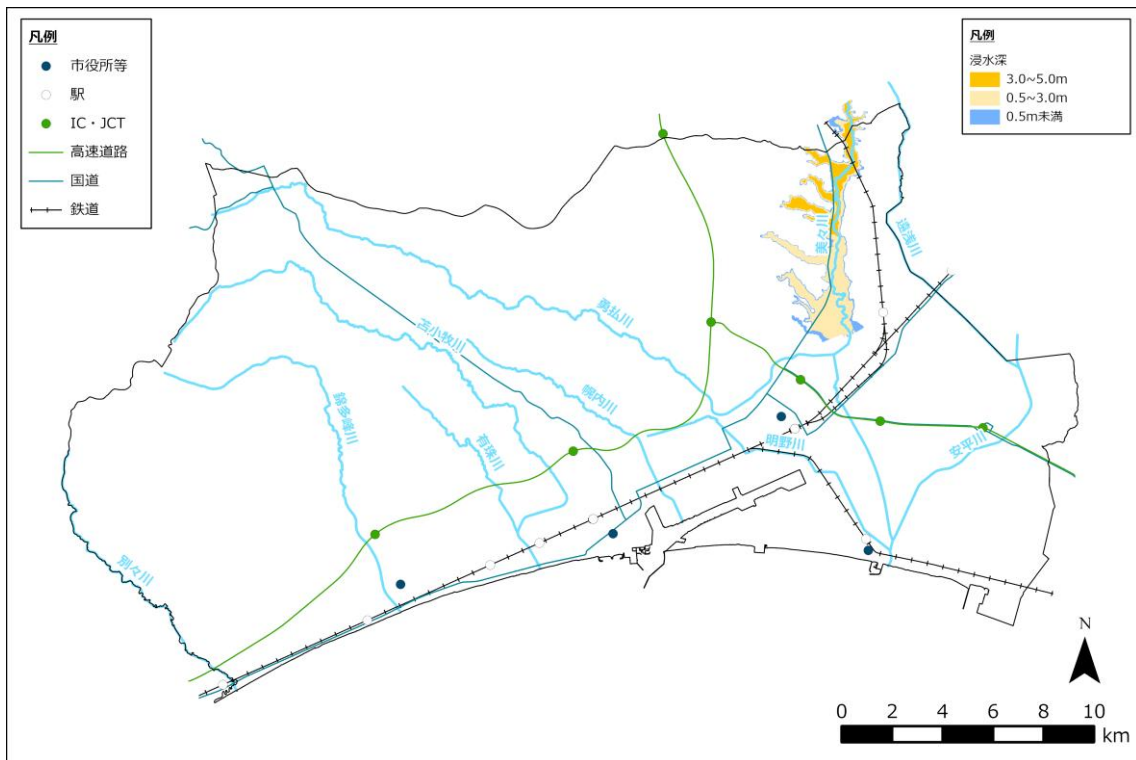 凡例
市役所等
駅
IC・JCT
高速道路
国道
鉄道
凡例
浸水深
3.0~5.0m
0.5~3.0m
0.5m未満
美々川
遠浅川
勇払川
苫小牧川
幌内川
錦多峰川
有珠川
明野川
安平川
別々川
N
0 2 4 6 8 10
km